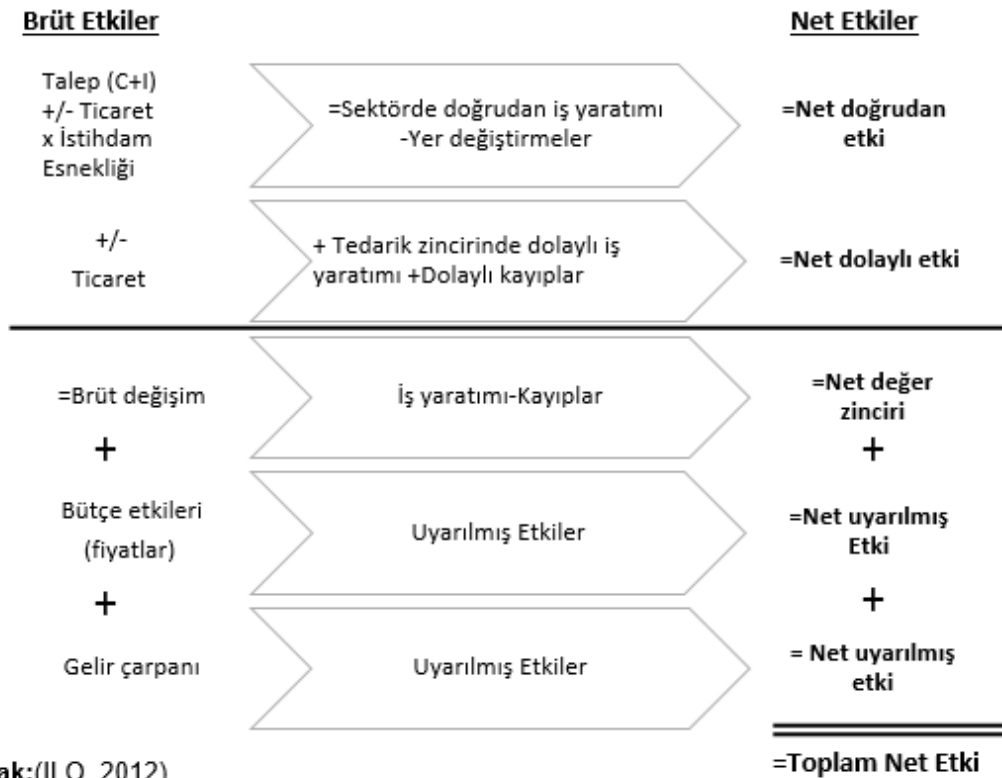 Brüt Etkiler
Net Etkiler
Talep (C+I)
+/- Ticaret
x İstihdam
Esnekliği
=Sektörde doğrudan iş yaratımı
-Yer değiştirmeler
=Net doğrudan
etki
+/-
Ticaret
+ Tedarik zincirinde dolaylı iş
yaratımı +Dolaylı kayıplar
=Net dolaylı etki
=Brüt değişim
İş yaratımı-Kayıplar
=Net değer
zinciri
+
+
Bütçe etkileri
(fiyatlar)
Uyarılmış Etkiler
=Net uyarılmış
Etki
+
+
Gelir çarpanı
Uyarılmış Etkiler
= Net uyarılmış
etki
=Toplam Net Etki
ak:(ILO, 2012)